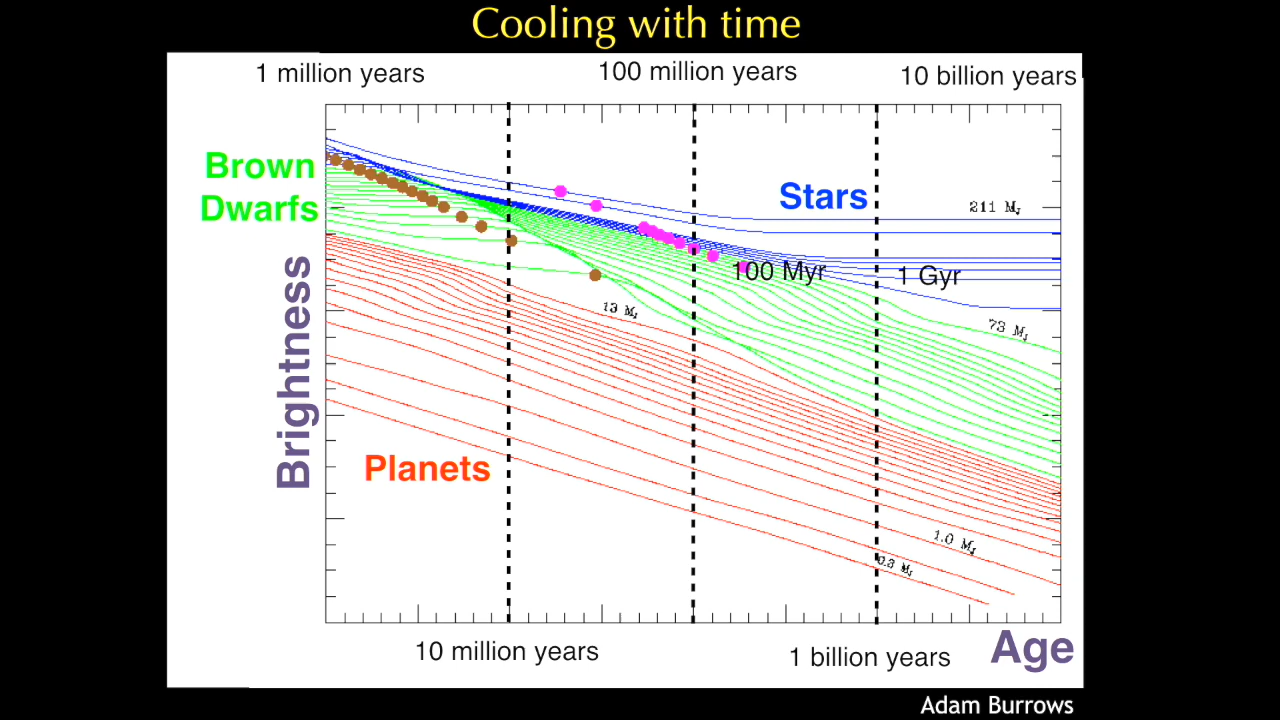 Cooling with time
1 million years
100 million years
10 billion years
Brown
Dwarfs
Stars
211 MJ
100 Myr
1 Gyr
13 MJ
73 MJ
Brightness
Planets
1.0 MJ
0.3 MJ
10 million years
1 billion years
Age
Adam Burrows